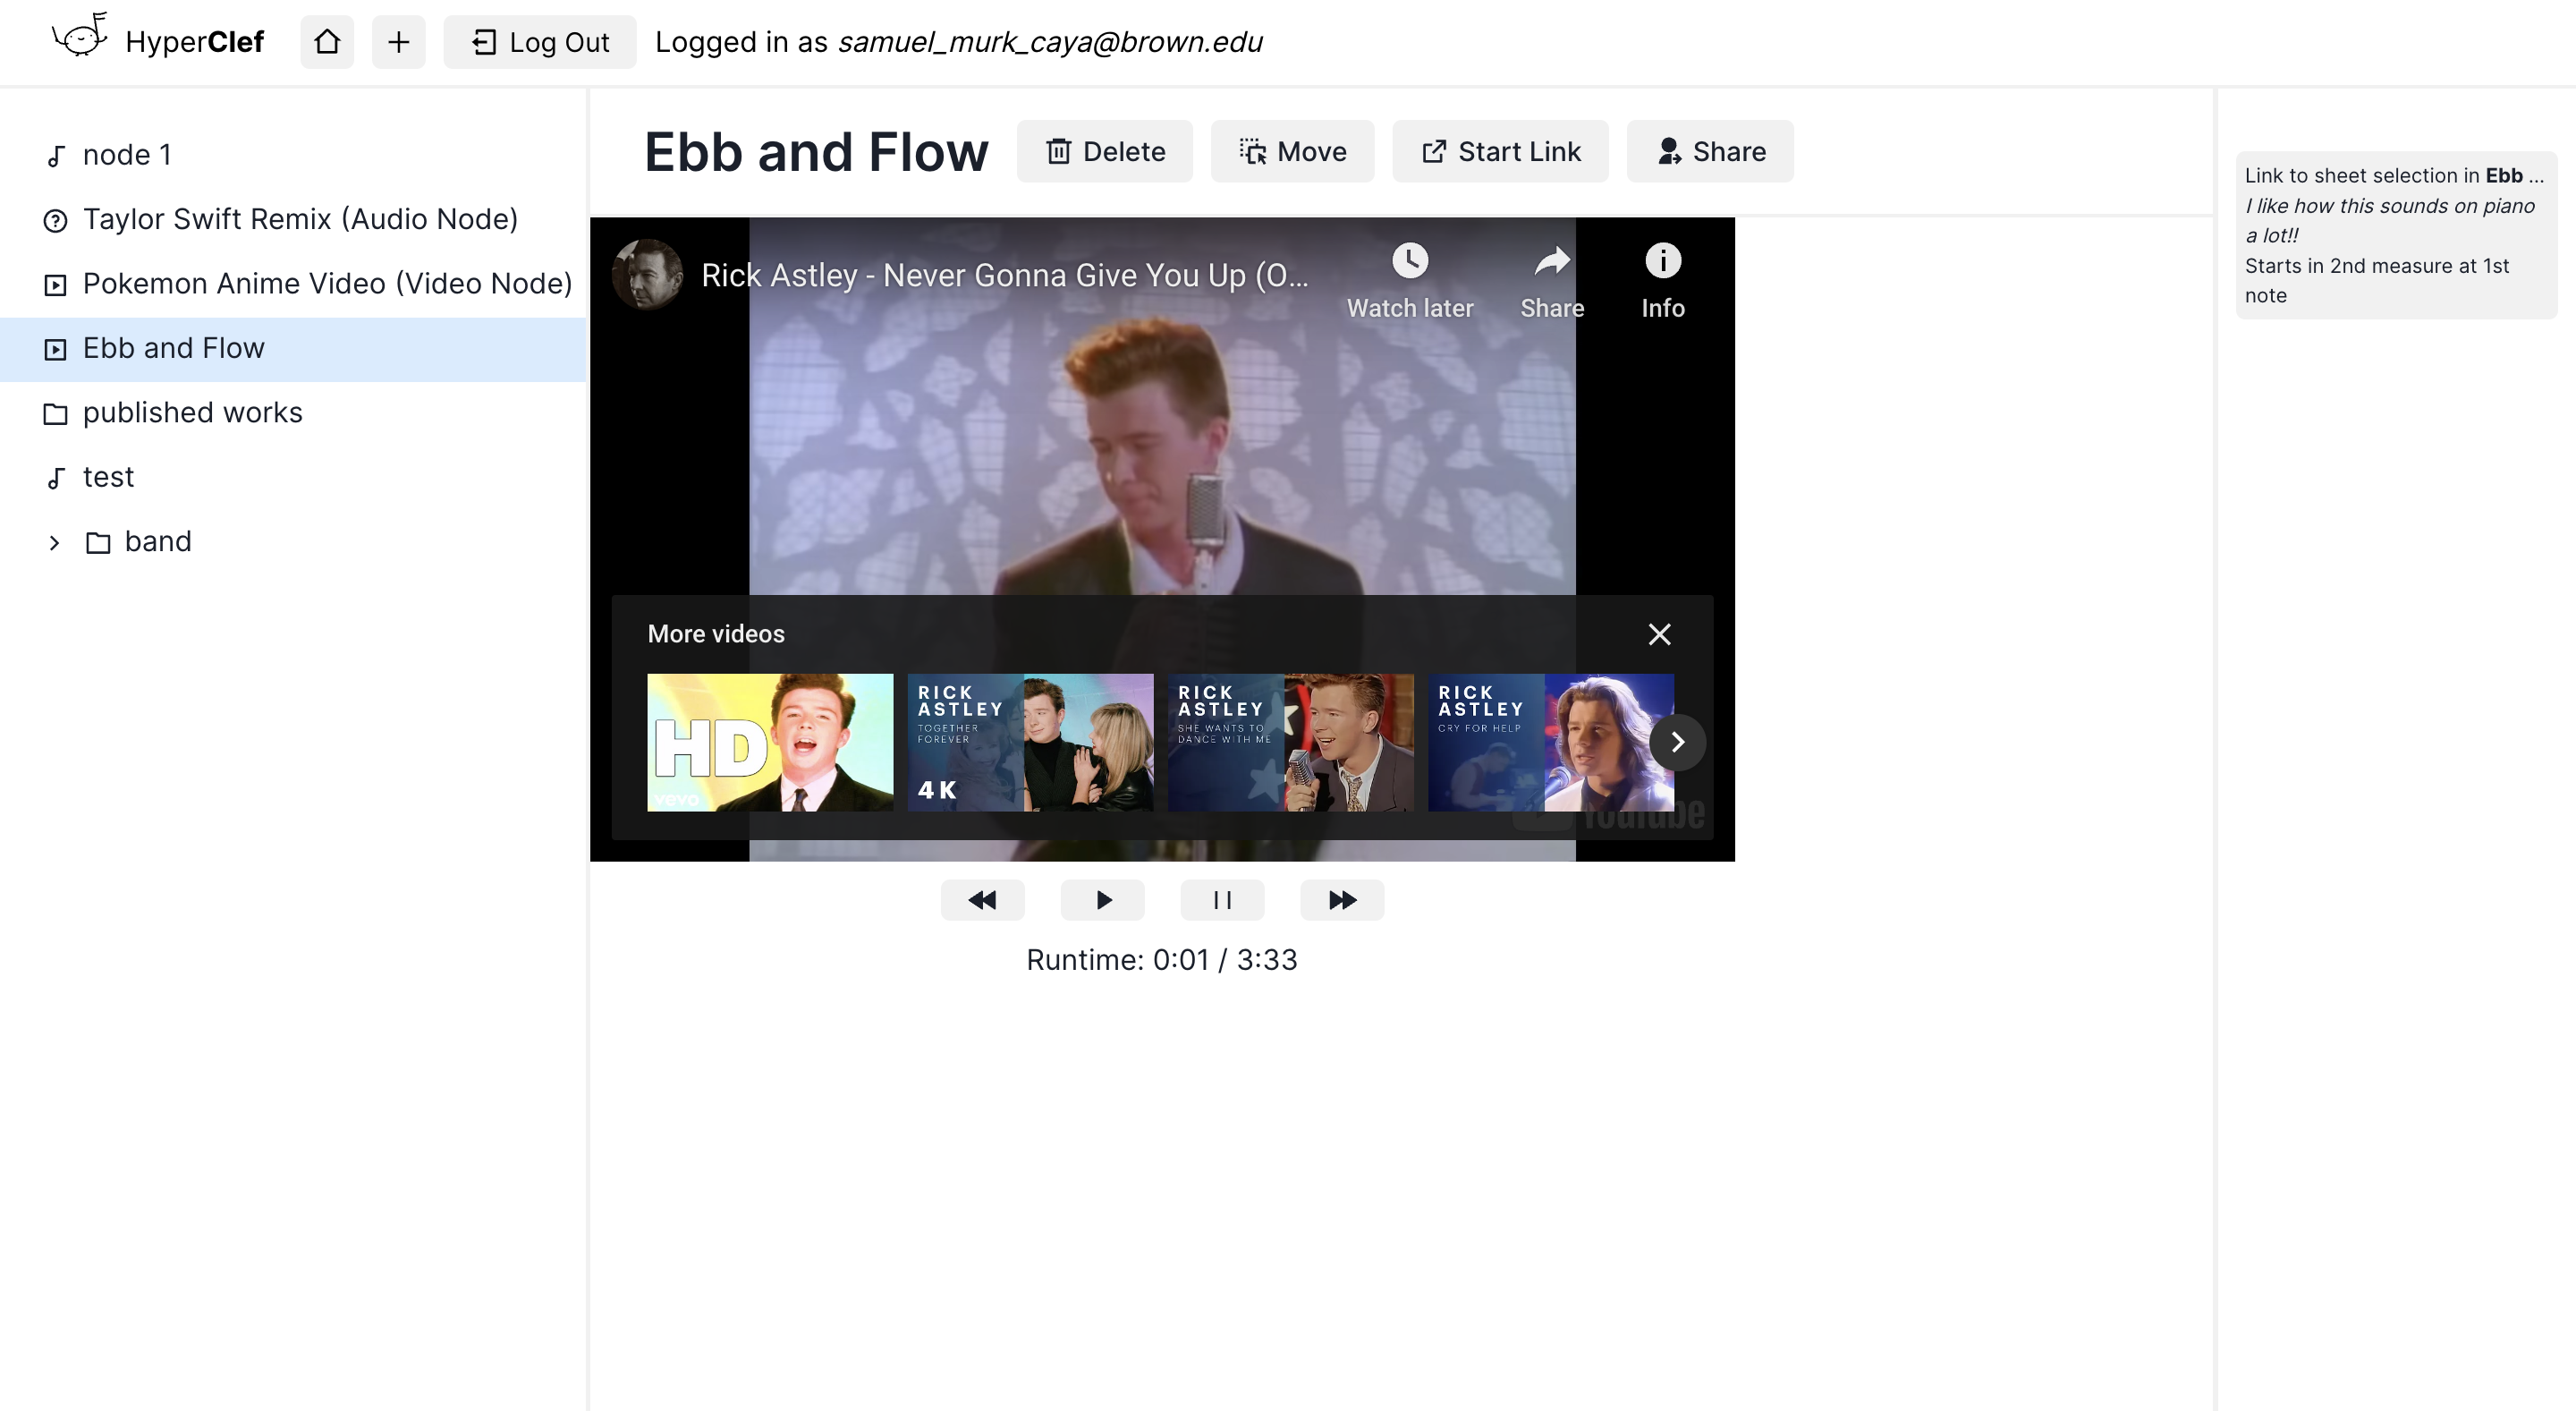 HyperClef
Log Out
Logged in as samuel_murk_caya@brown.edu
node 1
Taylor Swift Remix (Audio Node)
Pokemon Anime Video (Video Node)
Ebb and Flow
published works
test
band
Ebb and Flow
Delete
Move
Start Link
Share
Rick Astley - Never Gonna Give You Up (O...
Watch later
Share
Info
More videos
HD
vevo
RICK
ASTLEY
TOGETHER
FOREVER
4K
RICK
ASTLEY
SHE WANTS TO
DANCE WITH ME
RICK
ASTLEY
CRY FOR HELP
YouTube
Runtime: 0:01 / 3:33
Link to sheet selection in Ebb ...
I like how this sounds on piano
a lot!!
Starts in 2nd measure at 1st
note